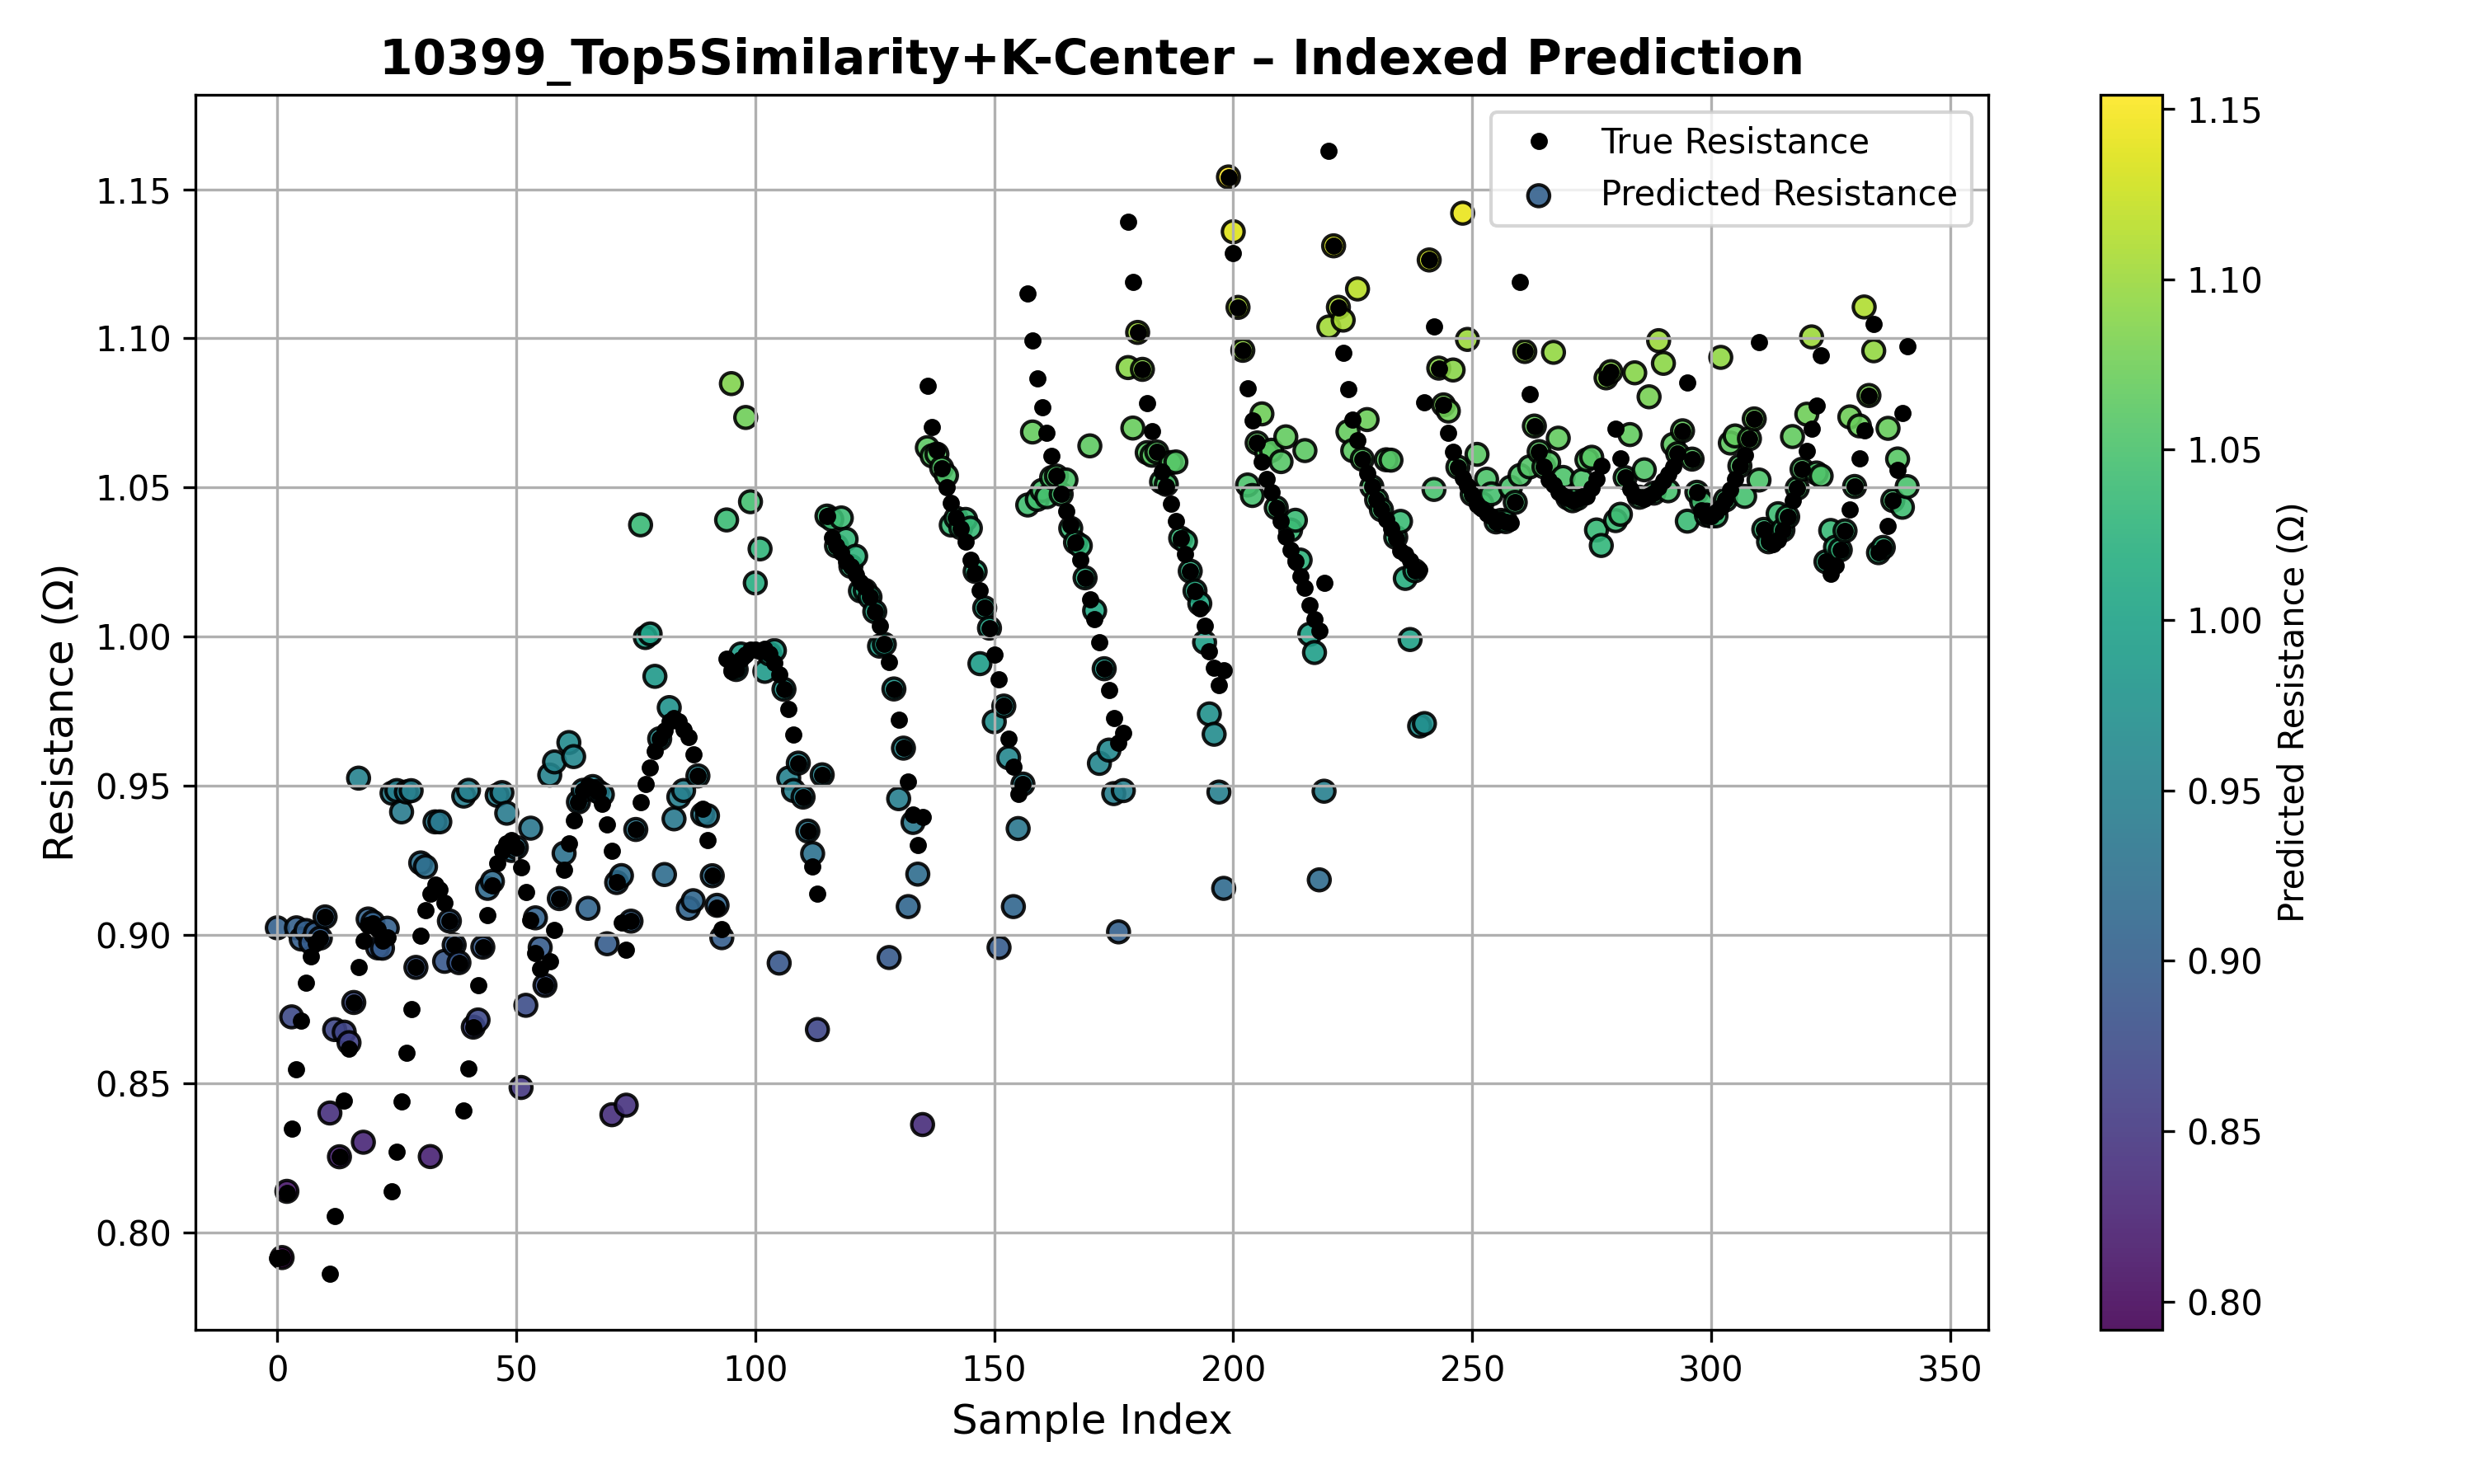 10399_Top5Similarity+K-Center – Indexed Prediction
True Resistance
Predicted Resistance
Resistance (Ω)
1.15
1.10
1.05
1.00
0.95
0.90
0.85
0.80
0 50 100 150 200 250 300 350
Sample Index
1.15
1.10
1.05
1.00
0.95
0.90
0.85
0.80
Predicted Resistance (Ω)